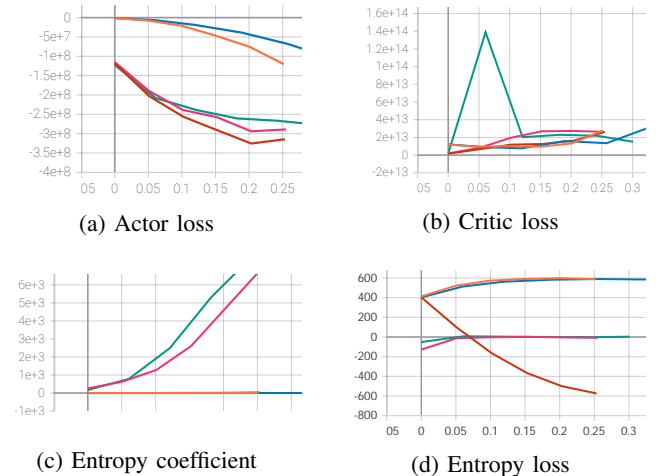 0
-5e+7
-1e+8
-1.5e+8
-2e+8
-2.5e+8
-3e+8
-3.5e+8
-4e+8
05 0 0.05 0.1 0.15 0.2 0.25
(a) Actor loss
1.6e+14
1.4e+14
1.2e+14
1e+14
8e+13
6e+13
4e+13
2e+13
0
-2e+13
05 0 0.05 0.1 0.15 0.2 0.25 0.3
(b) Critic loss
6e+3
5e+3
4e+3
3e+3
2e+3
1e+3
0
-1e+3
(c) Entropy coefficient
600
400
200
0
-200
-400
-600
-800
05 0 0.05 0.1 0.15 0.2 0.25 0.3
(d) Entropy loss